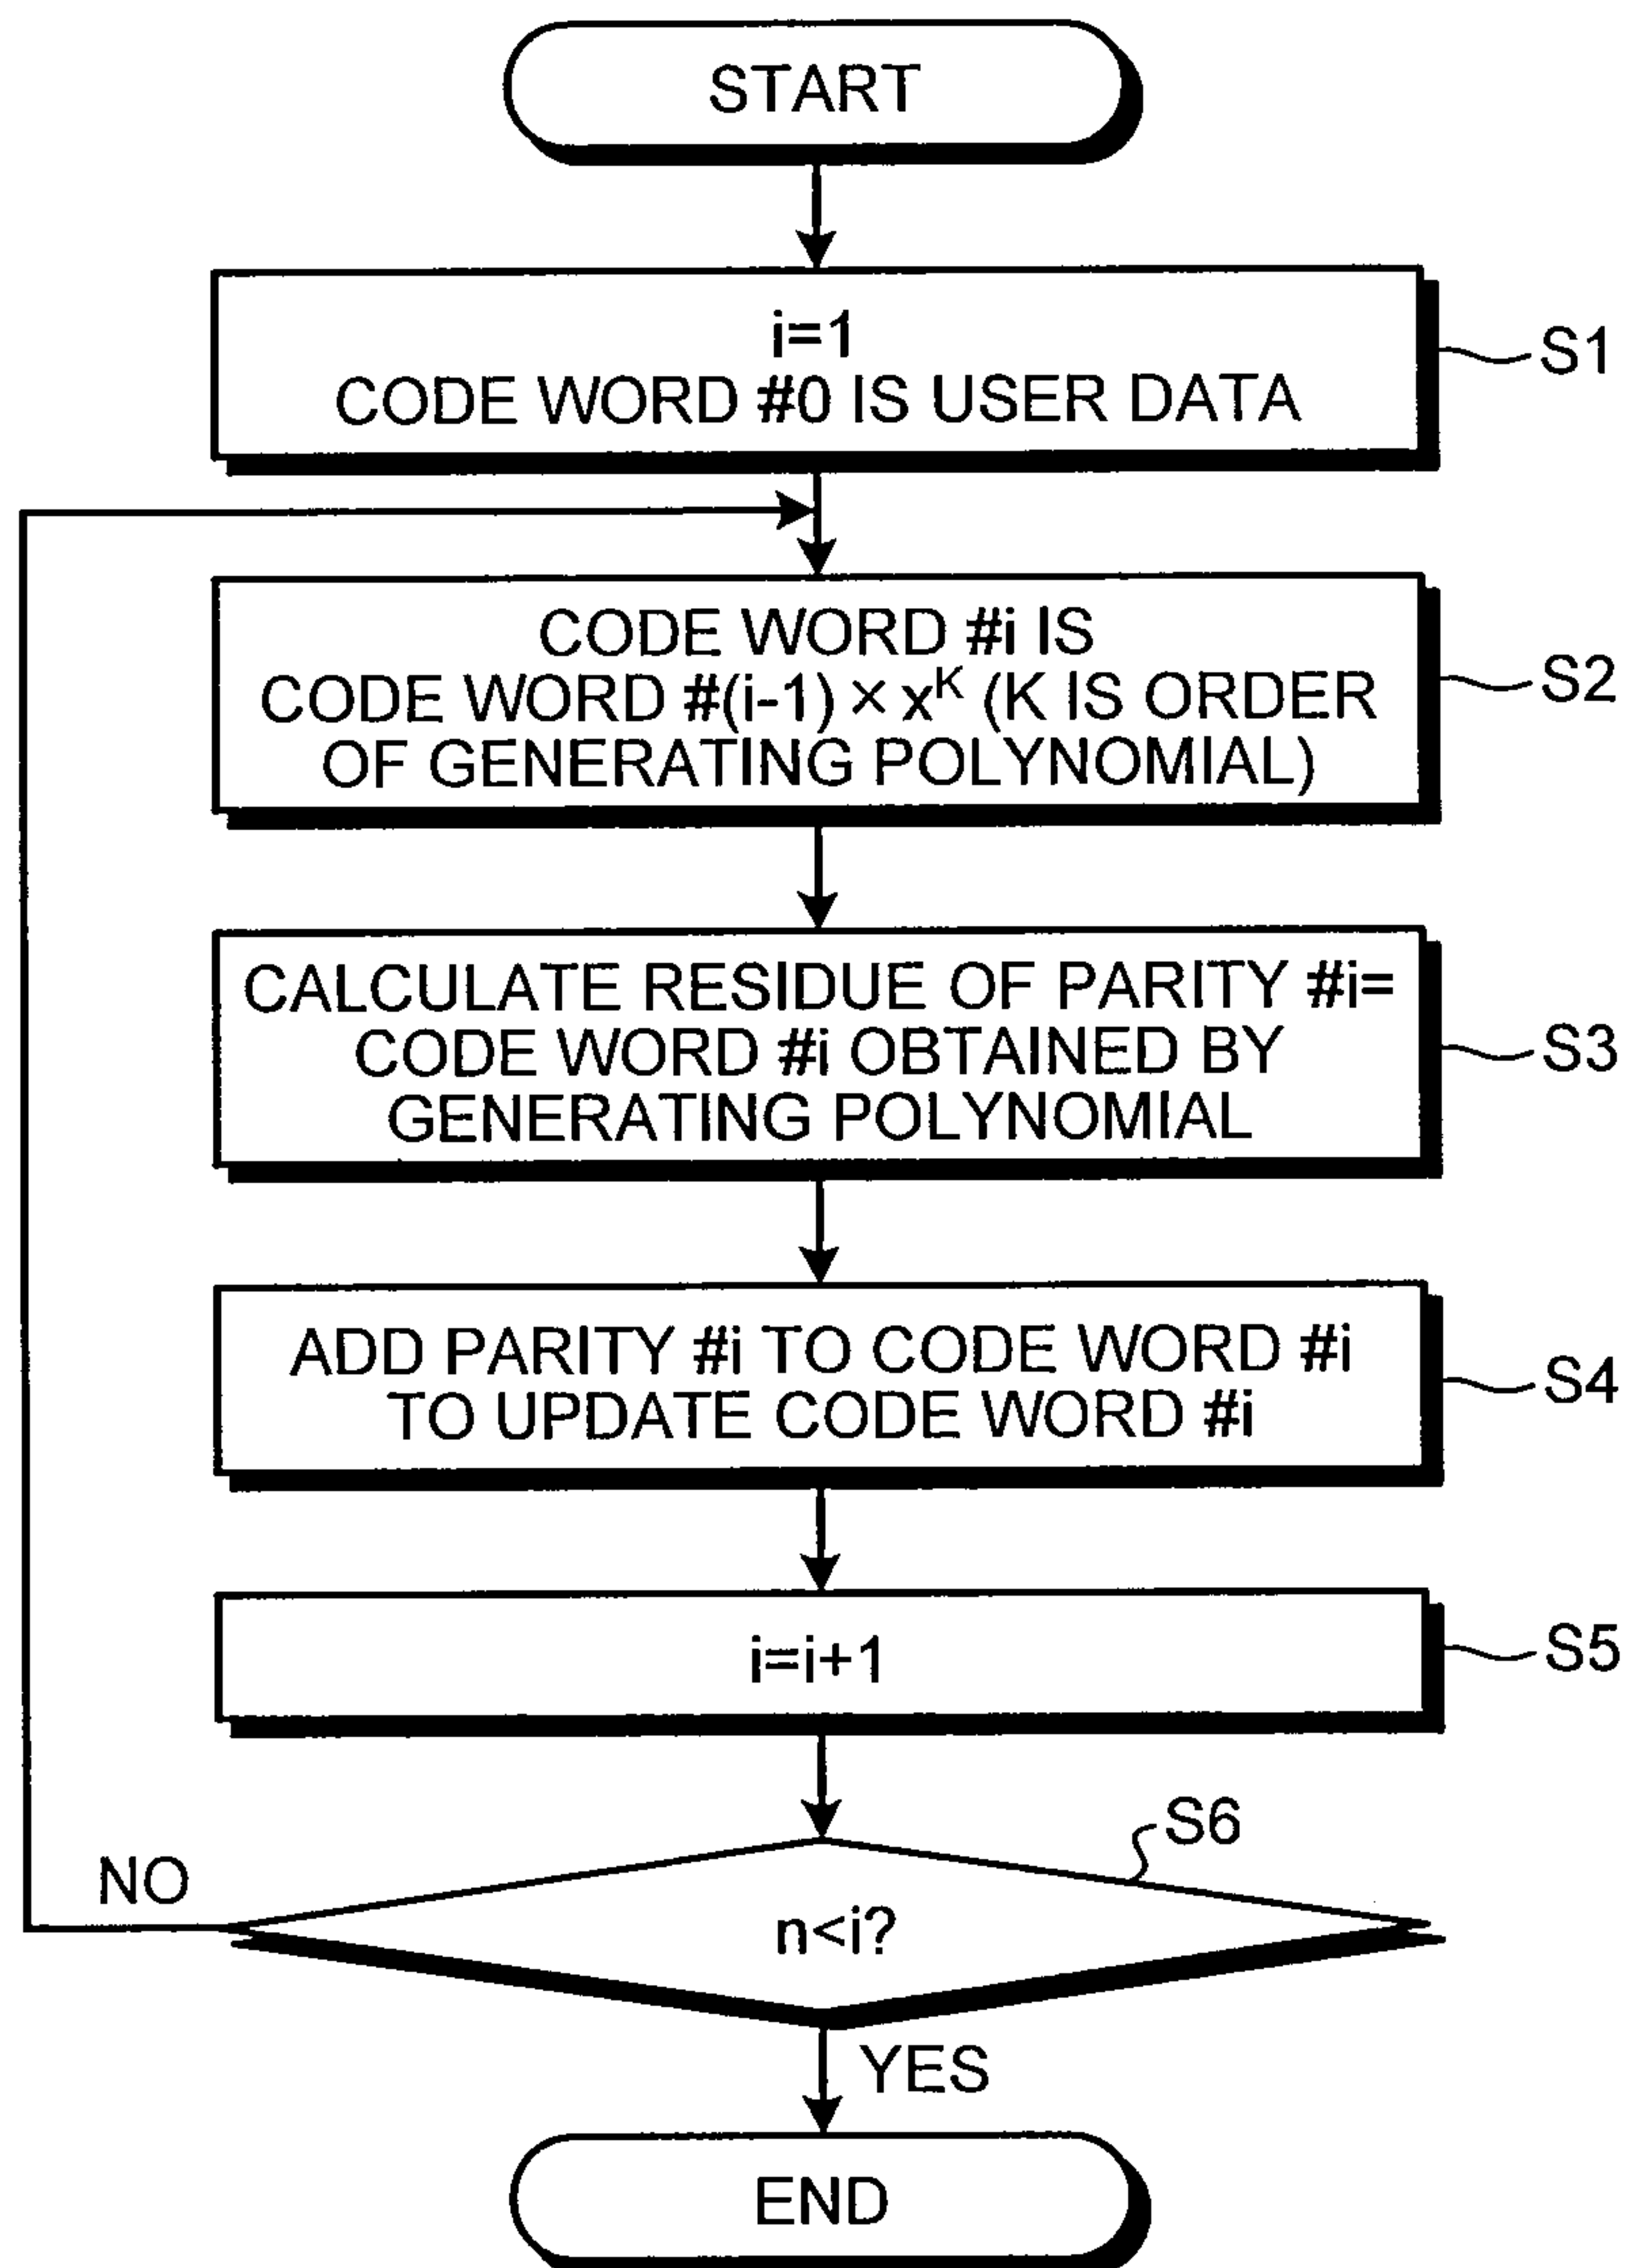 START
i=1
CODE WORD #0 IS USER DATA
S1
CODE WORD #i IS
CODE WORD #(i-1) × x^K (K IS ORDER
OF GENERATING POLYNOMIAL)
S2
CALCULATE RESIDUE OF PARITY #i=
CODE WORD #i OBTAINED BY
GENERATING POLYNOMIAL
S3
ADD PARITY #i TO CODE WORD #i
TO UPDATE CODE WORD #i
S4
i=i+1
S5
S6
NO
n<i?
YES
END